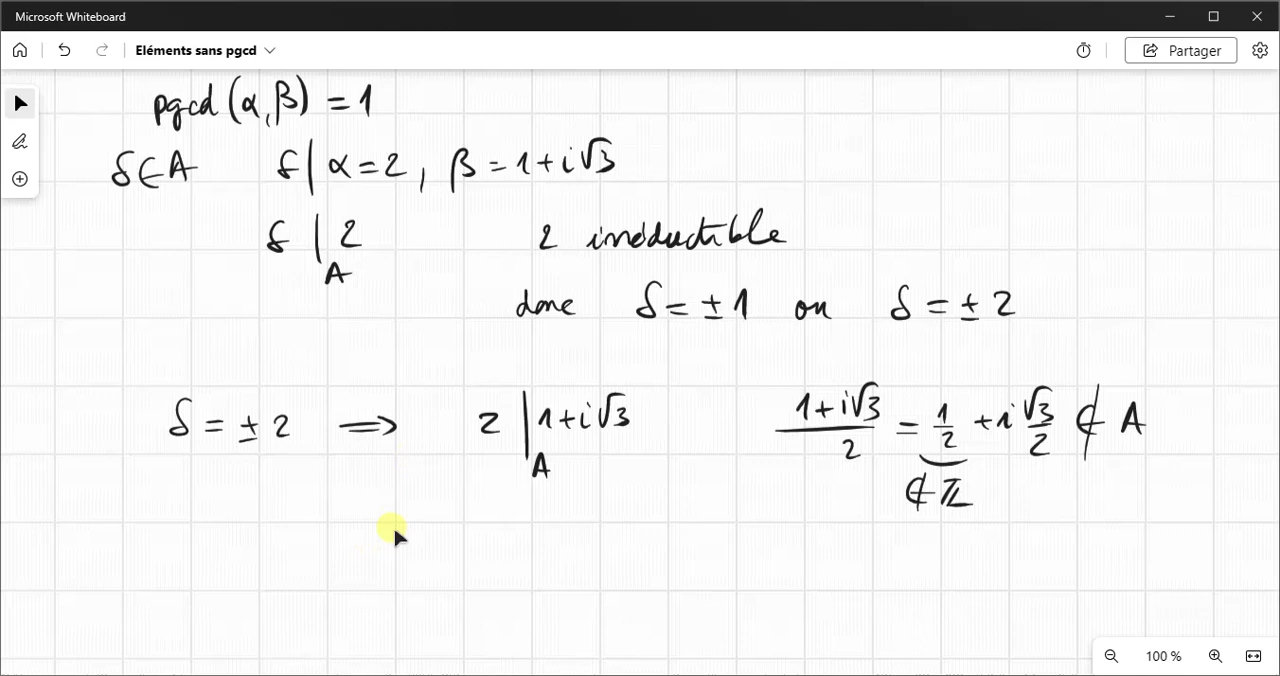 Microsoft Whiteboard
Eléments sans pgcd
Partager
pgcd (α,β) = 1
δ∈A δ | α = 2, β = 1+i√3
δ |_A 2 2 irréductible
donc δ = ±1 ou δ = ±2
δ = ±2 ⟹ 2 |_A 1+i√3 (1+i√3)/2 = 1/2 + i √3/2 ∉ A
∉ ℤ
100 %